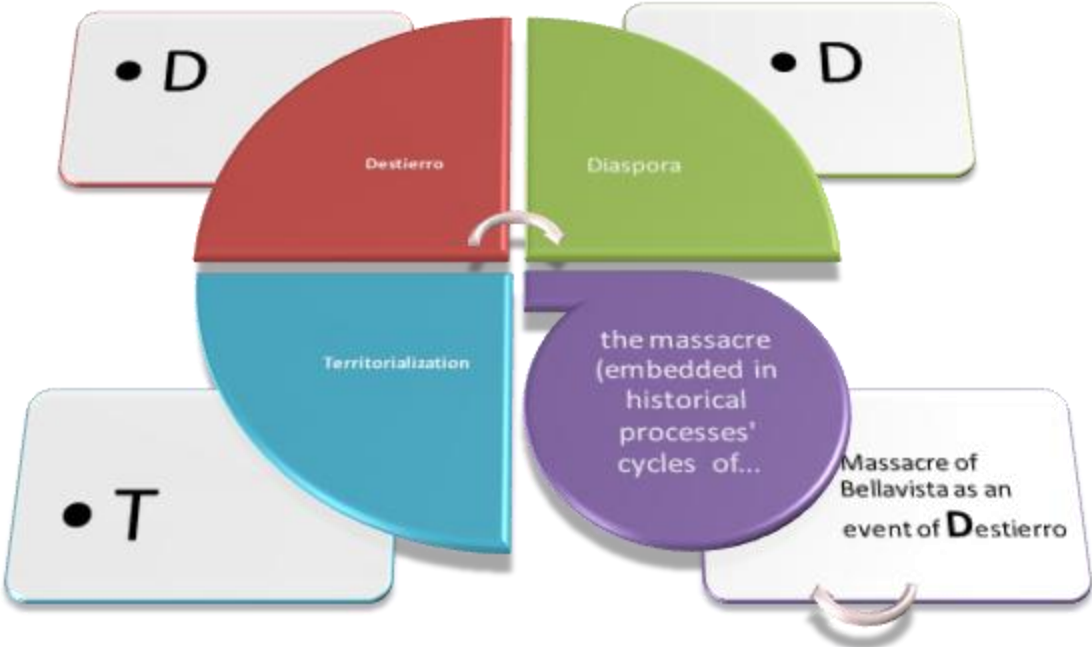 • D
• D
Destierro
Diaspora
Territorialization
the massacre
(embedded in
historical
processes'
cycles of...
• T
Massacre of
Bellavista as an
event of Destierro